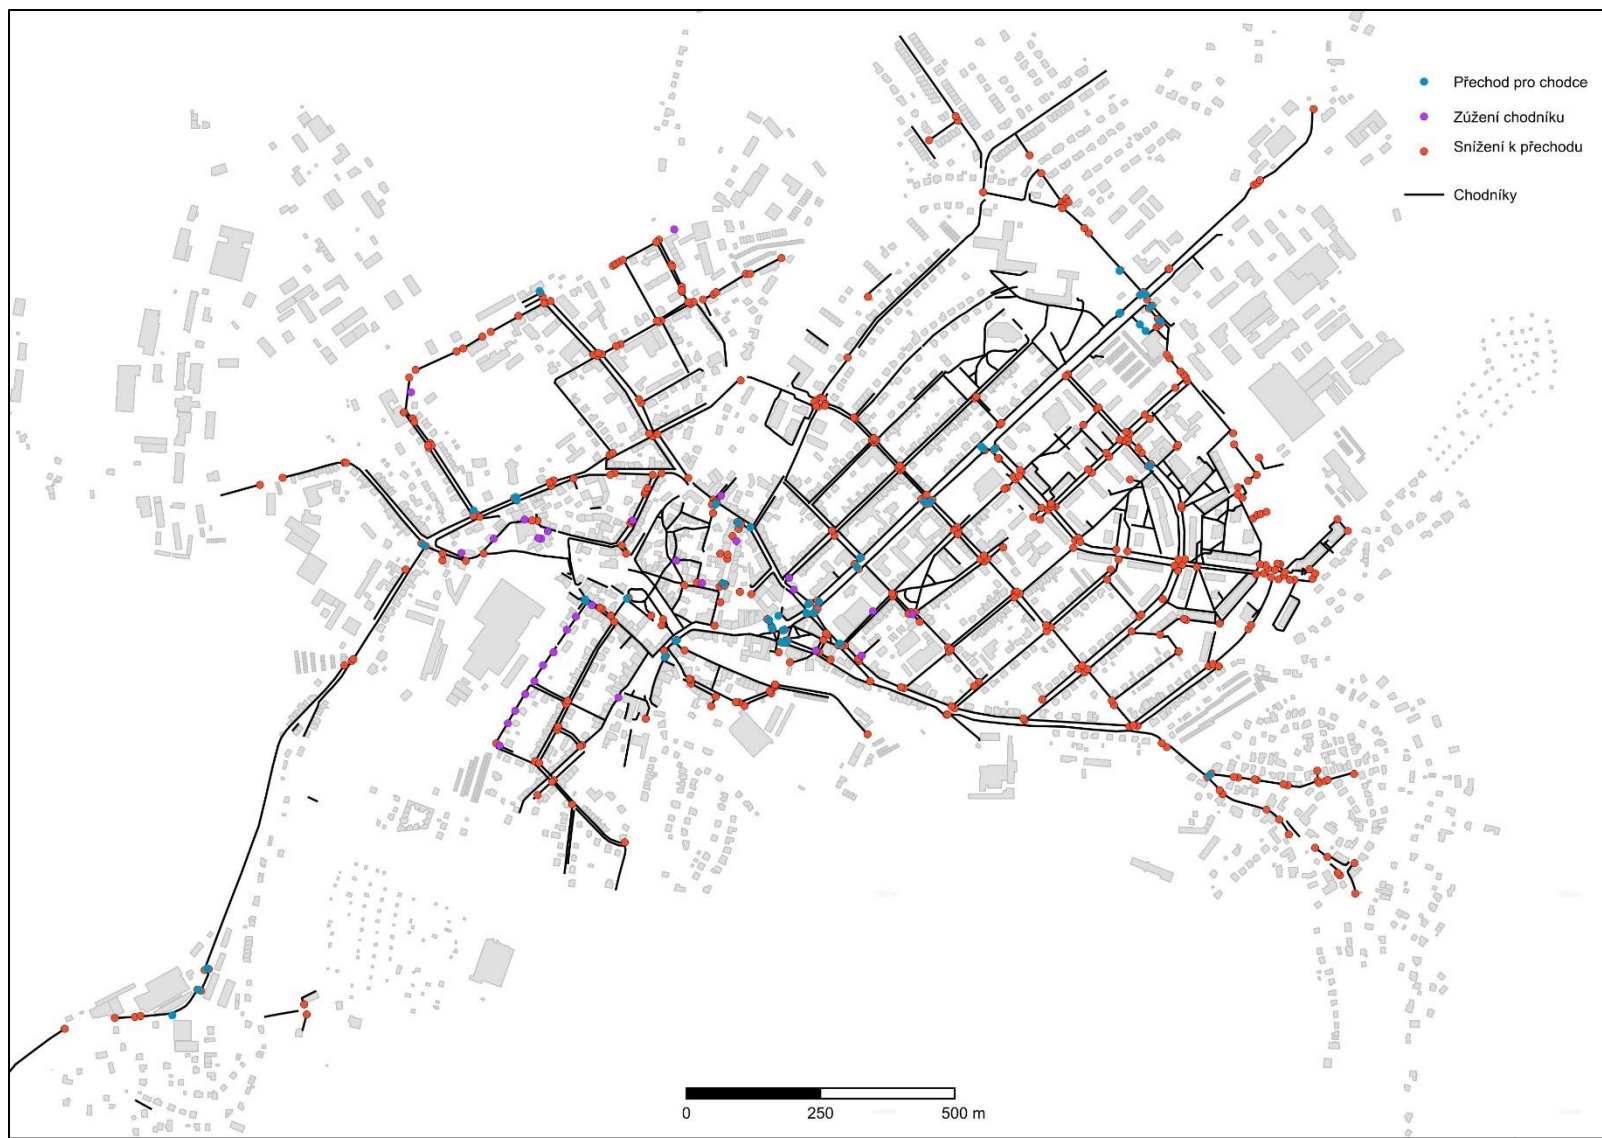 Přechod pro chodce
Zúžení chodníku
Snížení k přechodu
Chodníky
0 250 500 m